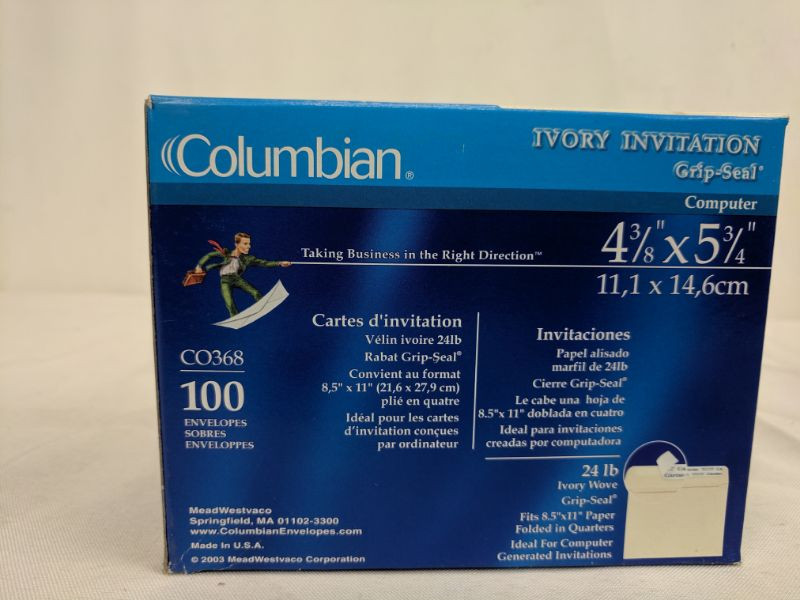 Columbian®
IVORY INVITATION
Grip-Seal®
Computer
Taking Business in the Right Direction™
4 3/8" x 5 3/4"
11,1 x 14,6cm
CO368
100
ENVELOPES
SOBRES
ENVELOPPES
Cartes d'invitation
Vélin ivoire 24lb
Rabat Grip-Seal®
Convient au format
8,5" x 11" (21,6 x 27,9 cm)
plié en quatre
Idéal pour les cartes
d'invitation conçues
par ordinateur
Invitaciones
Papel alisado
marfil de 24lb
Cierre Grip-Seal®
Le cabe una hoja de
8.5"x 11" doblada en cuatro
Ideal para invitaciones
creadas por computadora
24 lb
Ivory Wove
Grip-Seal®
Fits 8.5"x11" Paper
Folded in Quarters
Ideal For Computer
Generated Invitations
MeadWestvaco
Springfield, MA 01102-3300
www.ColumbianEnvelopes.com
Made In U.S.A.
© 2003 MeadWestvaco Corporation